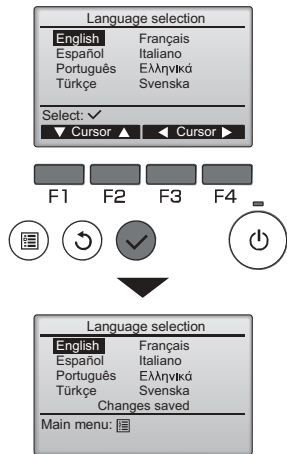 Language selection
English Français
Español Italiano
Português Ελληνικά
Türkçe Svenska
Select: ✓
▼ Cursor ▲ ◀ Cursor ▶
F1 F2 F3 F4
Language selection
English Français
Español Italiano
Português Ελληνικά
Türkçe Svenska
Changes saved
Main menu: